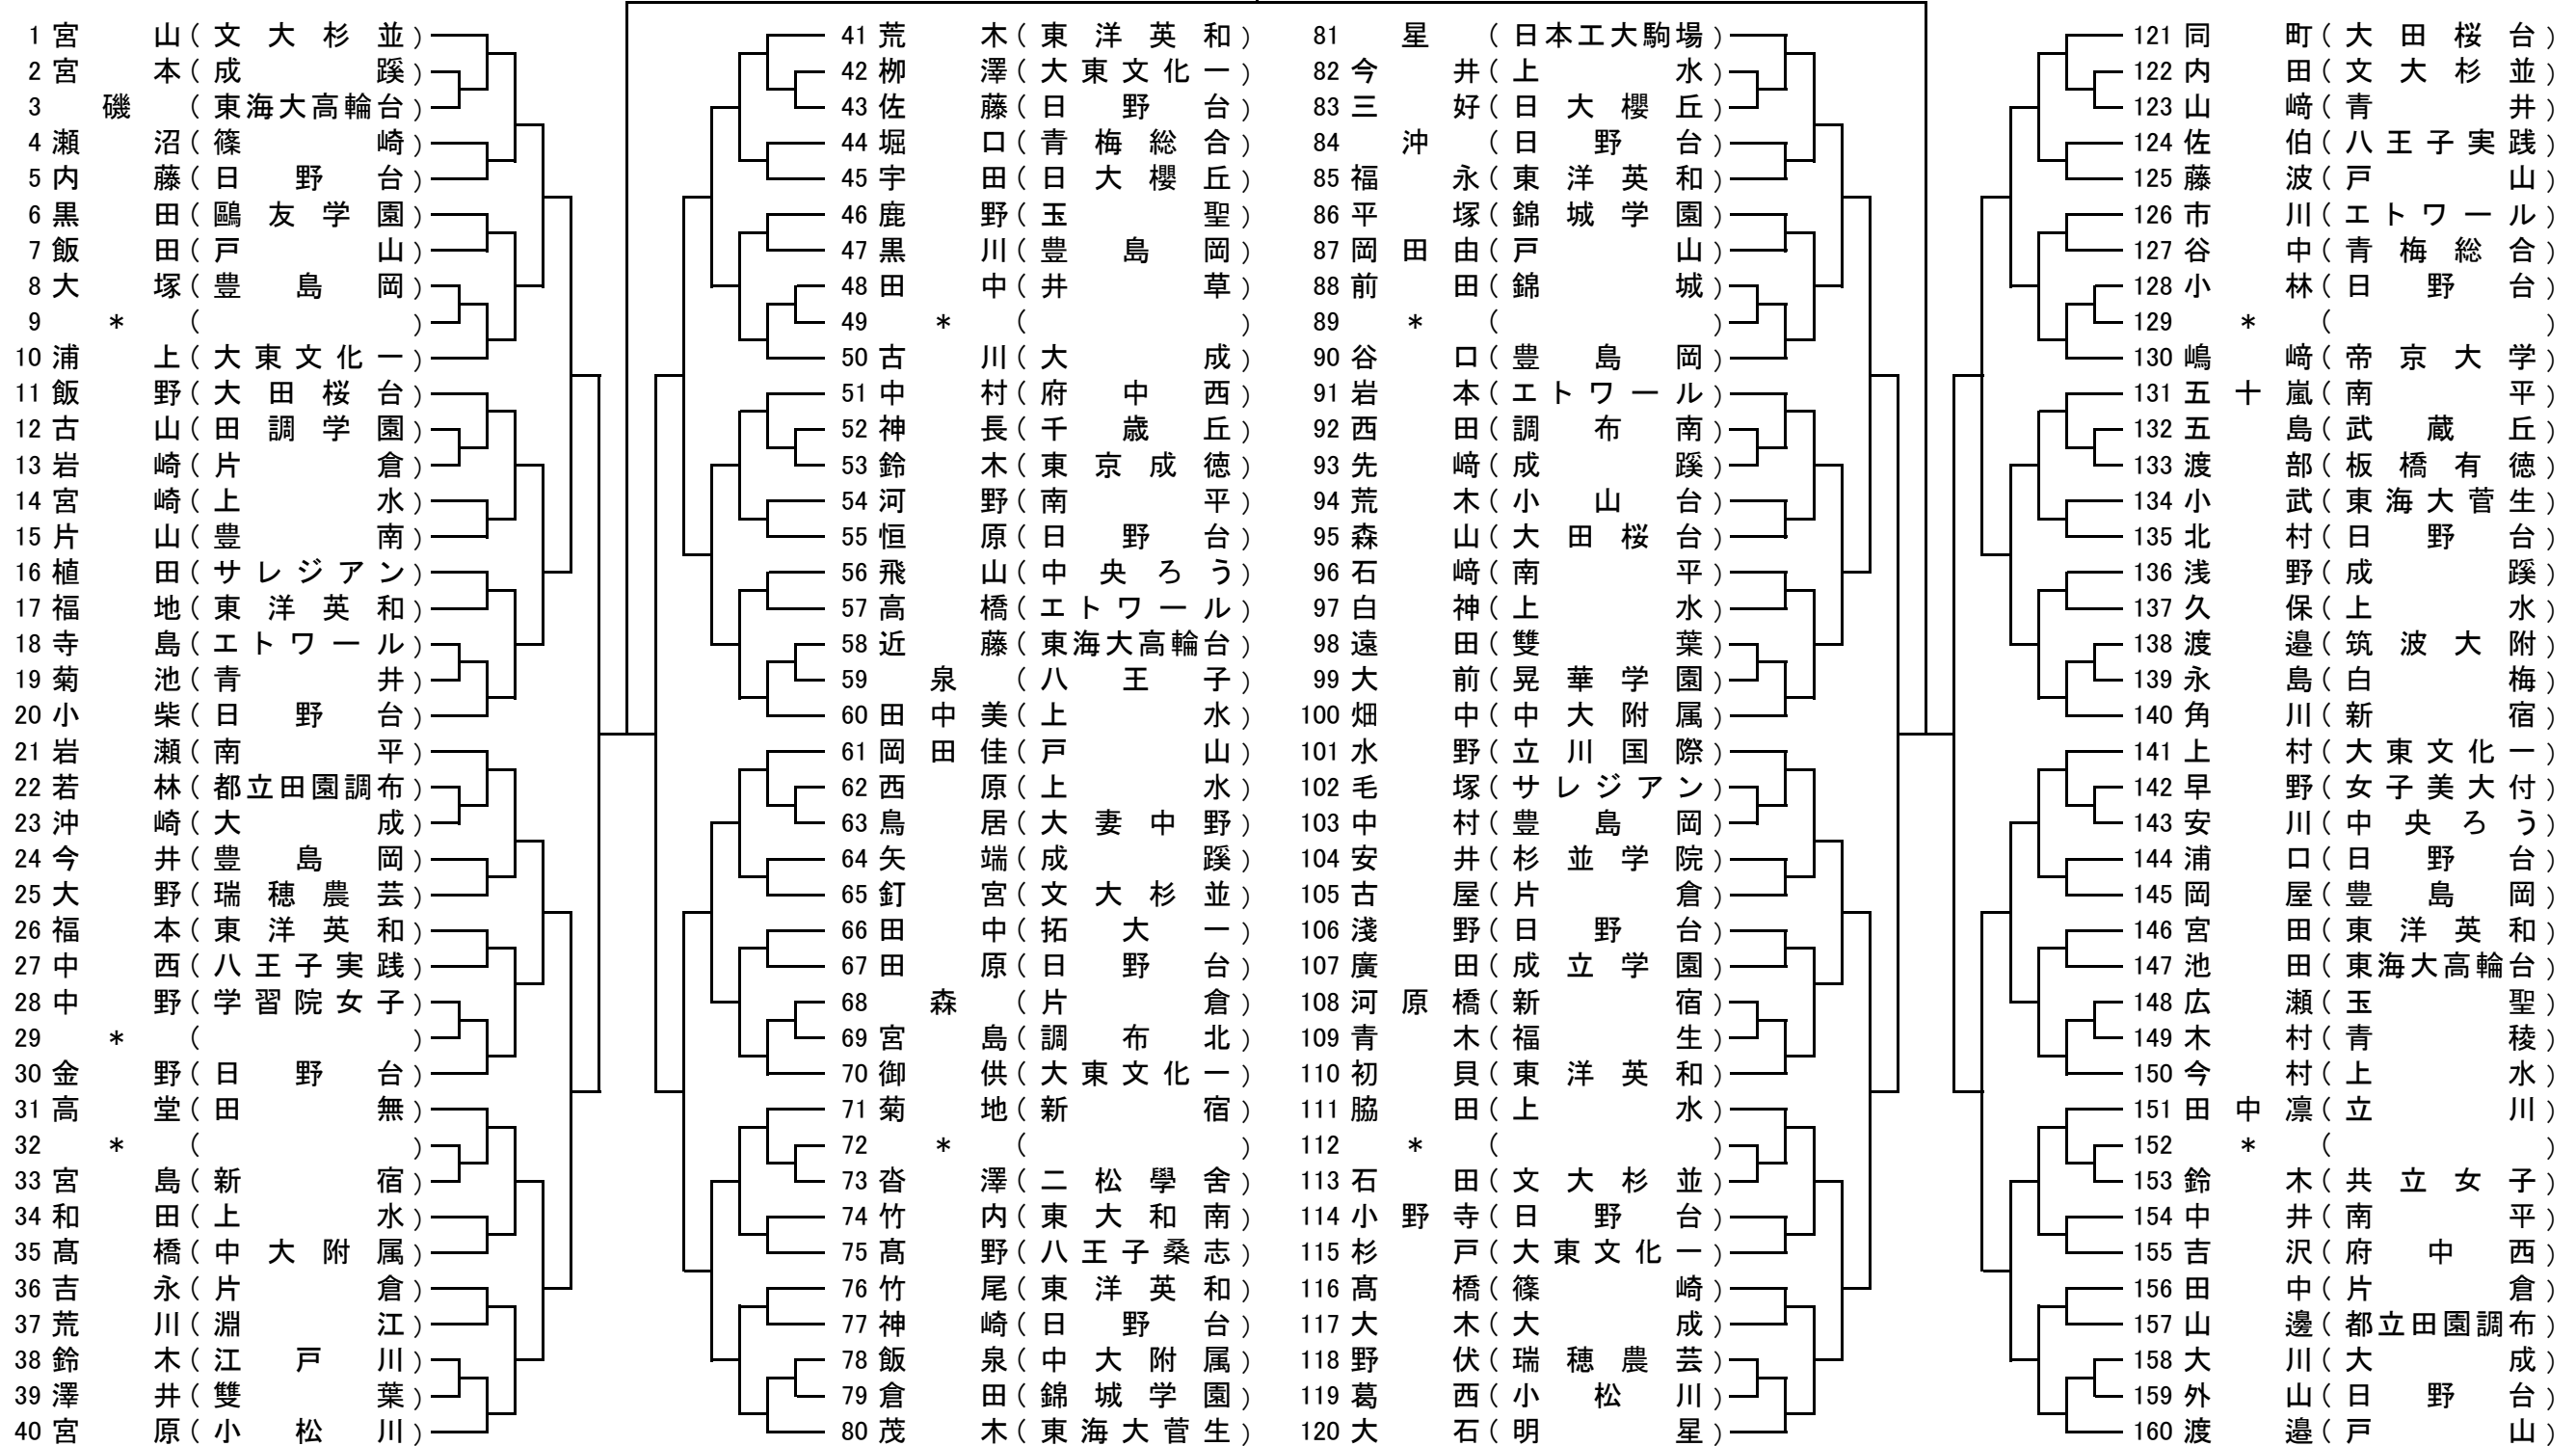 1 宮山(文大杉並)
2 宮本(成蹊)
3 磯(東海大高輪台)
4 瀬沼(篠崎)
5 内藤(日野台)
6 黒田(鷗友学園)
7 飯田(戸山)
8 大塚(豊島岡)
9 *( )
10 浦上(大東文化一)
11 飯野(大田桜台)
12 古山(田調学園)
13 岩崎(片倉)
14 宮崎(上水)
15 片山(豊南)
16 植田(サレジアン)
17 福地(東洋英和)
18 寺島(エトワール)
19 菊池(青井)
20 小柴(日野台)
21 岩瀬(南平)
22 若林(都立田園調布)
23 沖崎(大成)
24 今井(豊島岡)
25 大野(瑞穂農芸)
26 福本(東洋英和)
27 中西(八王子実践)
28 中野(学習院女子)
29 *( )
30 金野(日野台)
31 高堂(田無)
32 *( )
33 宮島(新宿)
34 和田(上水)
35 髙橋(中大附属)
36 吉永(片倉)
37 荒川(淵江)
38 鈴木(江戸川)
39 澤井(雙葉)
40 宮原(小松川)
41 荒木(東洋英和)
42 栁澤(大東文化一)
43 佐藤(日野台)
44 堀口(青梅総合)
45 宇田(日大櫻丘)
46 鹿野(玉聖)
47 黒川(豊島岡)
48 田中(井草)
49 *( )
50 古川(大成)
51 中村(府中西)
52 神長(千歳丘)
53 鈴木(東京成徳)
54 河野(南平)
55 恒原(日野台)
56 飛山(中央ろう)
57 高橋(エトワール)
58 近藤(東海大高輪台)
59 泉(八王子)
60 田中美(上水)
61 岡田佳(戸山)
62 西原(上水)
63 鳥居(大妻中野)
64 矢端(成蹊)
65 釘宮(文大杉並)
66 田中(拓大一)
67 田原(日野台)
68 森(片倉)
69 宮島(調布北)
70 御供(大東文化一)
71 菊地(新宿)
72 *( )
73 沓澤(二松學舍)
74 竹内(東大和南)
75 髙野(八王子桑志)
76 竹尾(東洋英和)
77 神崎(日野台)
78 飯泉(中大附属)
79 倉田(錦城学園)
80 茂木(東海大菅生)
81 星(日本工大駒場)
82 今井(上水)
83 三好(日大櫻丘)
84 沖(日野台)
85 福永(東洋英和)
86 平塚(錦城学園)
87 岡田由(戸山)
88 前田(錦城)
89 *( )
90 谷口(豊島岡)
91 岩本(エトワール)
92 西田(調布南)
93 先﨑(成蹊)
94 荒木(小山台)
95 森山(大田桜台)
96 石﨑(南平)
97 白神(上水)
98 遠田(雙葉)
99 大前(晃華学園)
100 畑中(中大附属)
101 水野(立川国際)
102 毛塚(サレジアン)
103 中村(豊島岡)
104 安井(杉並学院)
105 古屋(片倉)
106 淺野(日野台)
107 廣田(成立学園)
108 河原橋(新宿)
109 青木(福生)
110 初貝(東洋英和)
111 脇田(上水)
112 *( )
113 石田(文大杉並)
114 小野寺(日野台)
115 杉戸(大東文化一)
116 髙橋(篠崎)
117 大木(大成)
118 野伏(瑞穂農芸)
119 葛西(小松川)
120 大石(明星)
121 同町(大田桜台)
122 内田(文大杉並)
123 山﨑(青井)
124 佐伯(八王子実践)
125 藤波(戸山)
126 市川(エトワール)
127 谷中(青梅総合)
128 小林(日野台)
129 *( )
130 嶋﨑(帝京大学)
131 五十嵐(南平)
132 五島(武蔵丘)
133 渡部(板橋有徳)
134 小武(東海大菅生)
135 北村(日野台)
136 浅野(成蹊)
137 久保(上水)
138 渡邉(筑波大附)
139 永島(白梅)
140 角川(新宿)
141 上村(大東文化一)
142 早野(女子美大付)
143 安川(中央ろう)
144 浦口(日野台)
145 岡屋(豊島岡)
146 宮田(東洋英和)
147 池田(東海大高輪台)
148 広瀬(玉聖)
149 木村(青稜)
150 今村(上水)
151 田中凛(立川)
152 *( )
153 鈴木(共立女子)
154 中井(南平)
155 吉沢(府中西)
156 田中(片倉)
157 山邊(都立田園調布)
158 大川(大成)
159 外山(日野台)
160 渡邉(戸山)